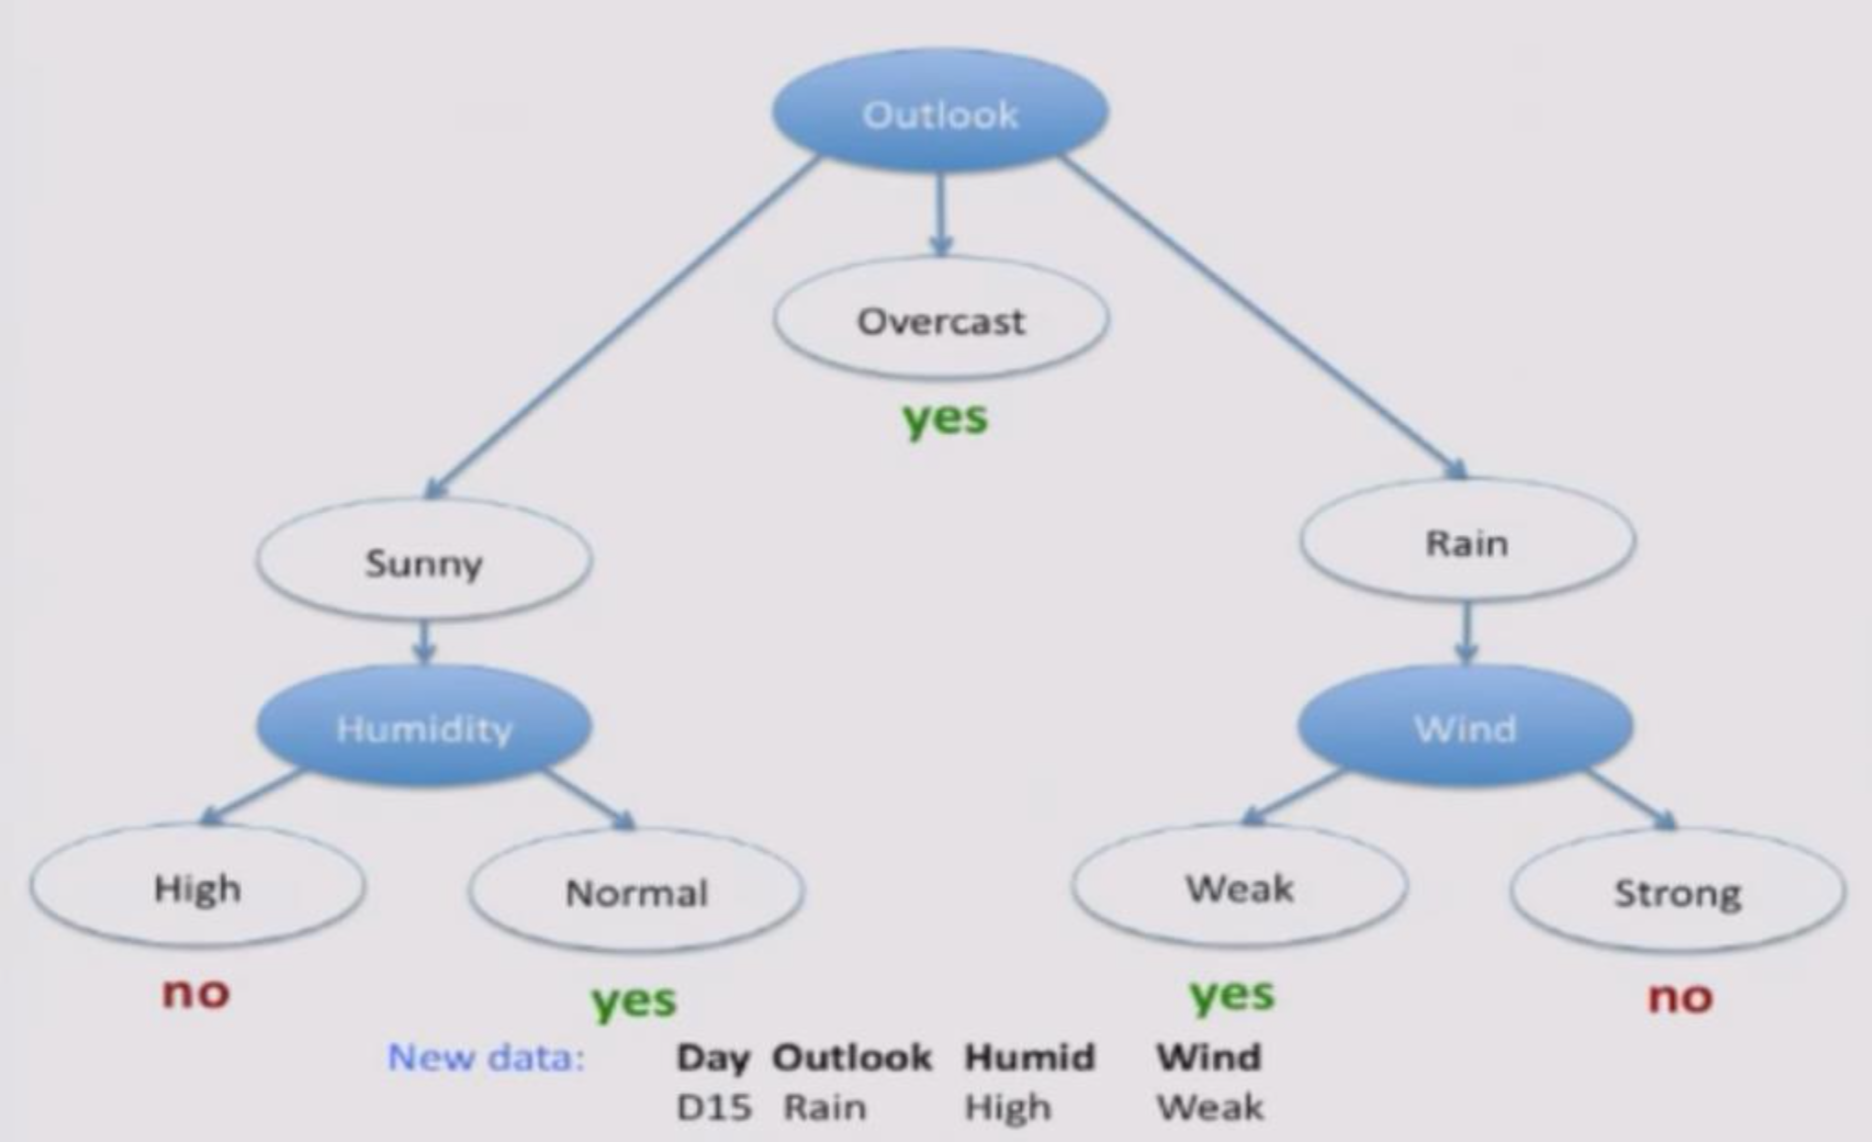 Outlook
Overcast
yes
Sunny
Rain
Humidity
Wind
High
Normal
Weak
Strong
no
yes
yes
no
New data: Day Outlook Humid Wind
D15 Rain High Weak